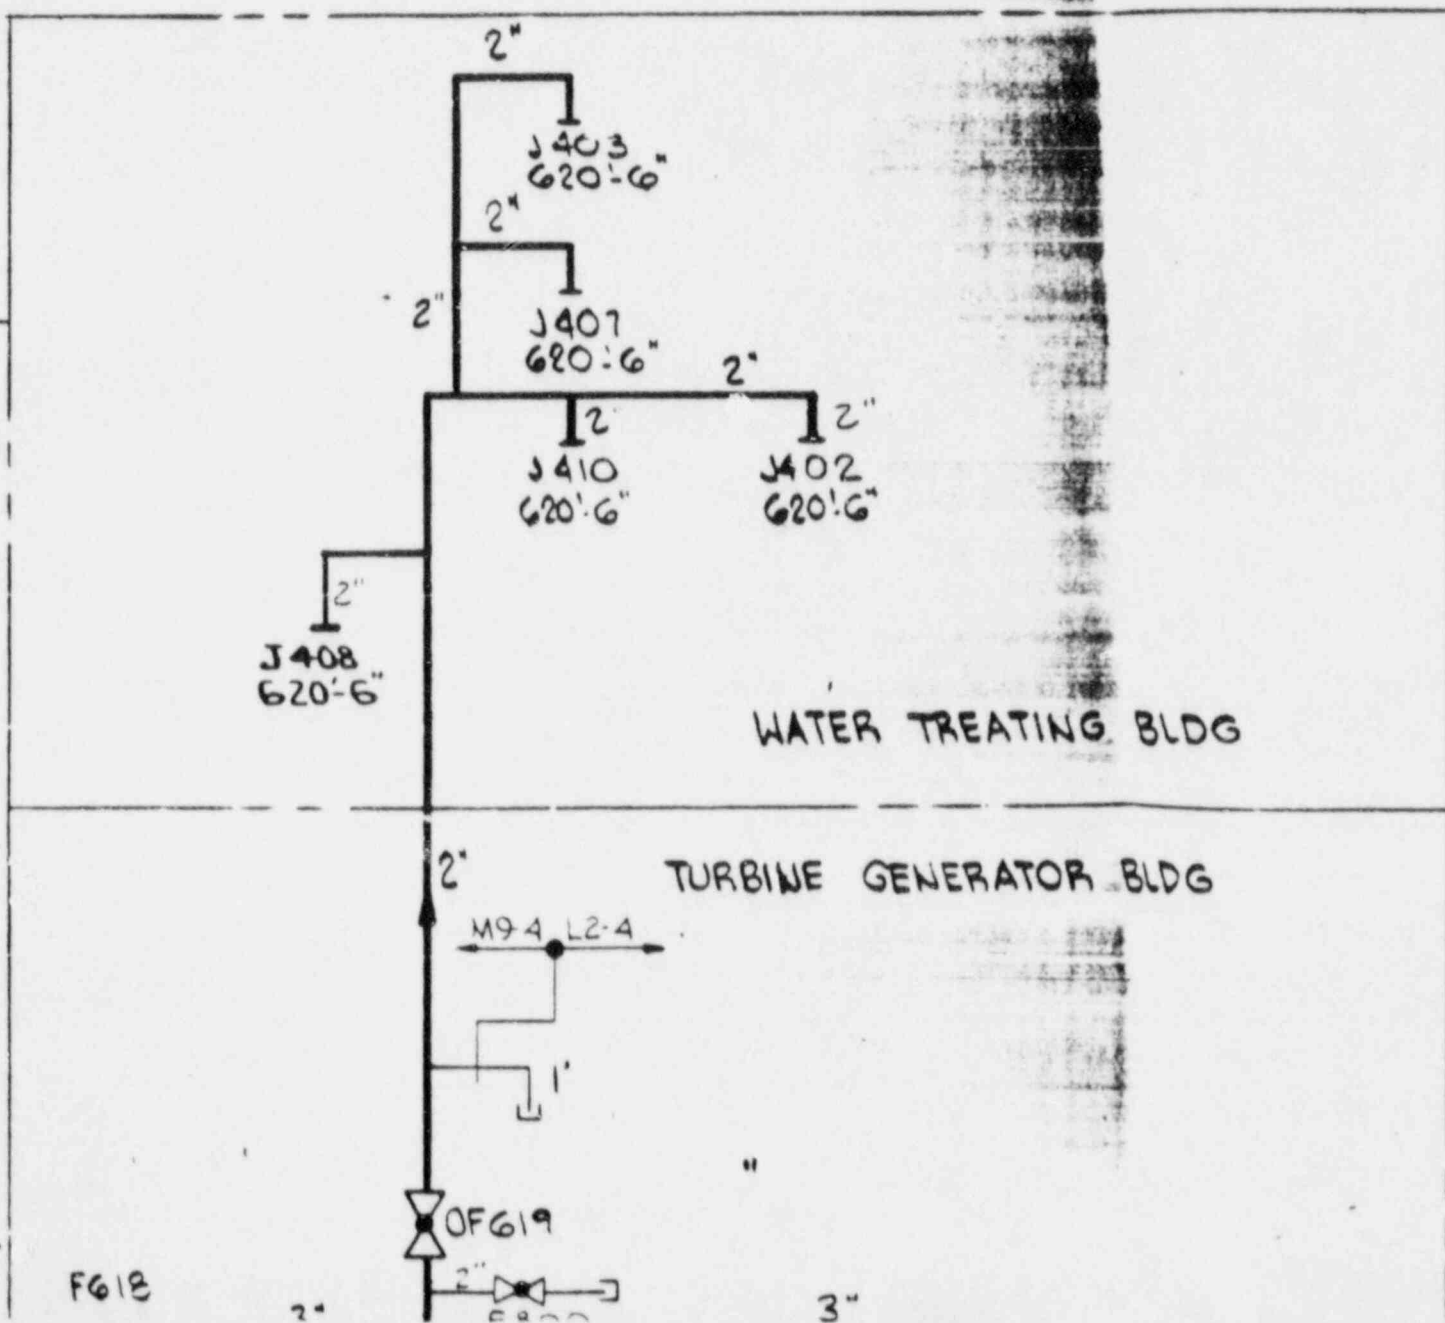 2"
J403
620'-6"
2"
2"
J407
620'-6"
2"
2
2"
J410
620'-6"
J402
620'-6"
2"
J408
620'-6"
WATER TREATING BLDG
2"
TURBINE GENERATOR BLDG
M9-4 L2-4
1"
"
OF619
2"
F618
3"